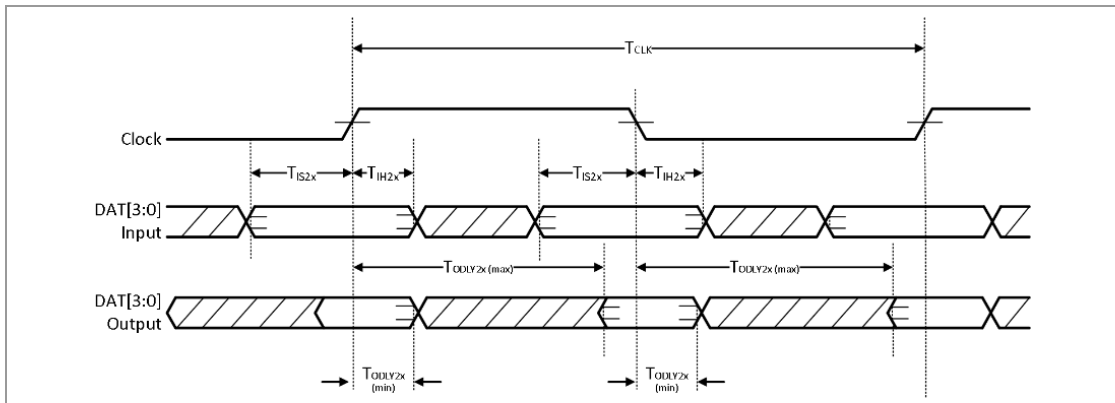 TCLK
Clock
TIS2x TIH2x TIS2x TIH2x
DAT[3:0]
Input
TODLY2x (max) TODLY2x (max)
DAT[3:0]
Output
TODLY2x TODLY2x
(min) (min)